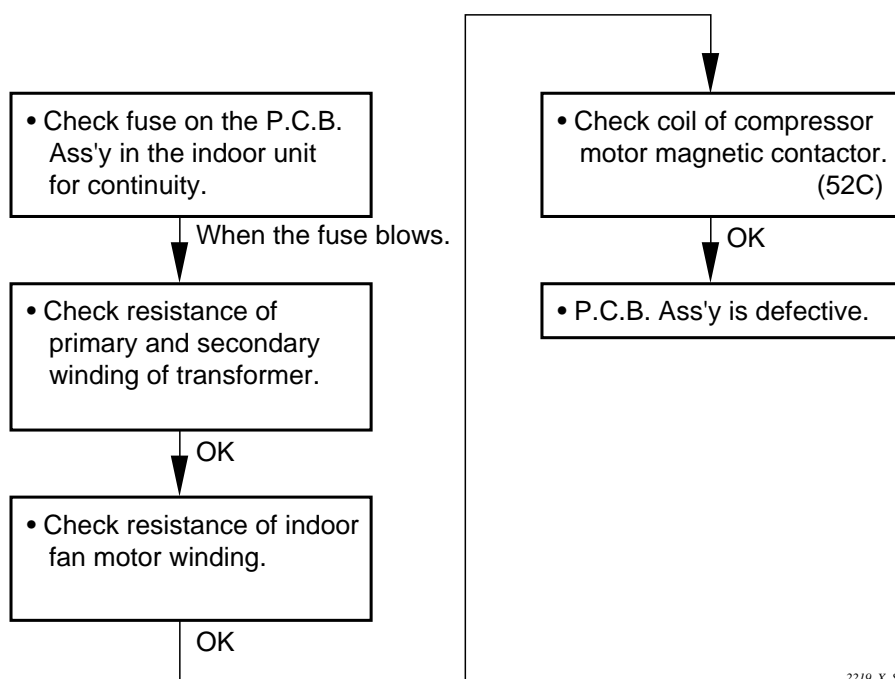 • Check fuse on the P.C.B.
Ass'y in the indoor unit
for continuity.
When the fuse blows.
• Check resistance of
primary and secondary
winding of transformer.
OK
• Check resistance of indoor
fan motor winding.
OK
• Check coil of compressor
motor magnetic contactor.
(52C)
OK
• P.C.B. Ass'y is defective.